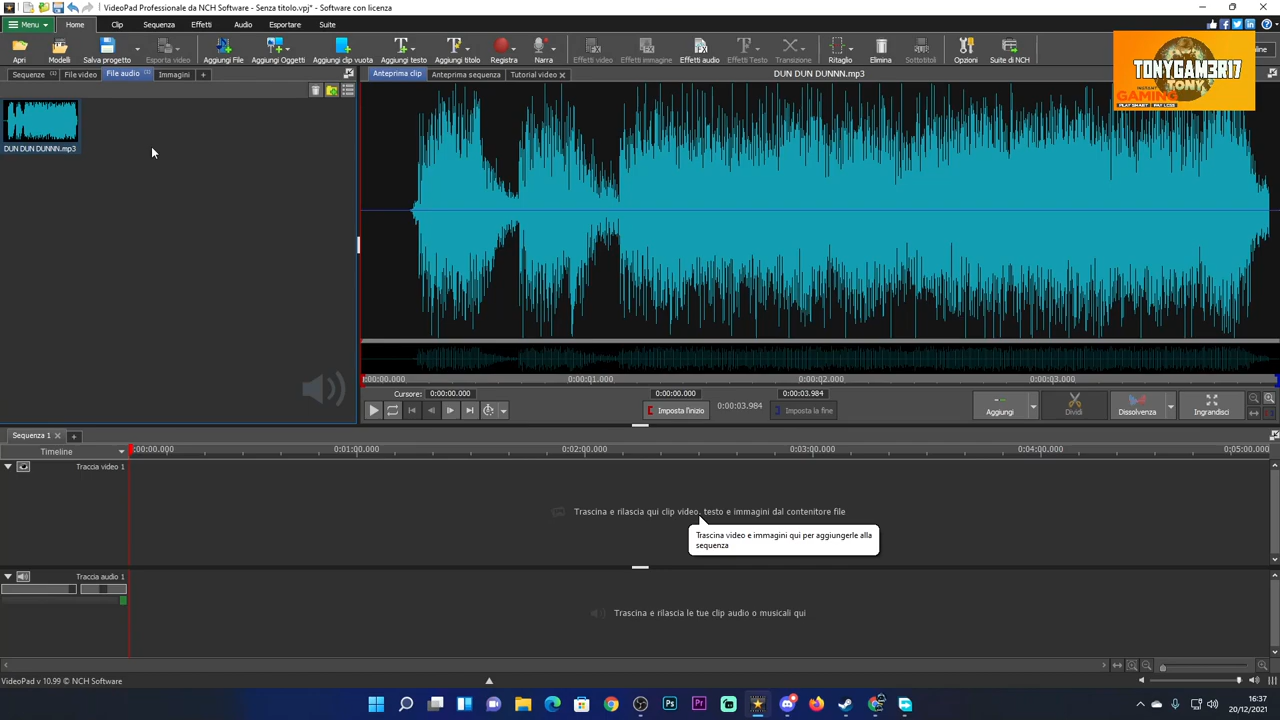 VideoPad Professionale da NCH Software - Senza titolo.vpj* - Software con licenza
Menu Home Clip Sequenza Effetti Audio Esportare Suite
Apri Modelli Salva progetto Esporta video Aggiungi File Aggiungi Oggetti Aggiungi clip vuota Aggiungi testo Aggiungi titolo Registra Narra Effetti video Effetti immagine Effetti audio Effetti Testo Transizione Ritaglio Elimina Opzioni Suite di NCH
TONYGAM3R17
TONY
GAMING
PLAY SMART PAY LESS
Sequenze (1) File video File audio (1) Immagini +
Anteprima clip Anteprima sequenza Tutorial video DUN DUN DUNNN.mp3
DUN DUN DUNNN.mp3
0:00:00.000 0:00:01.000 0:00:02.000 0:00:03.000
Cursore: 0:00:00.000 0:00:00.000 0:00:03.984
Imposta l'inizio 0:00:03.984 Imposta la fine Aggiungi Dividi Dissolvenza Ingrandisci
Sequenza 1
Timeline 0:00:00.000 0:01:00.000 0:02:00.000 0:03:00.000 0:04:00.000 0:05:00.000
Traccia video 1
Trascina e rilascia qui clip video, testo e immagini dal contenitore file
Trascina video e immagini qui per aggiungerle alla
sequenza
Traccia audio 1
Trascina e rilascia le tue clip audio o musicali qui
VideoPad v 10.99 © NCH Software
16:37
20/12/2021